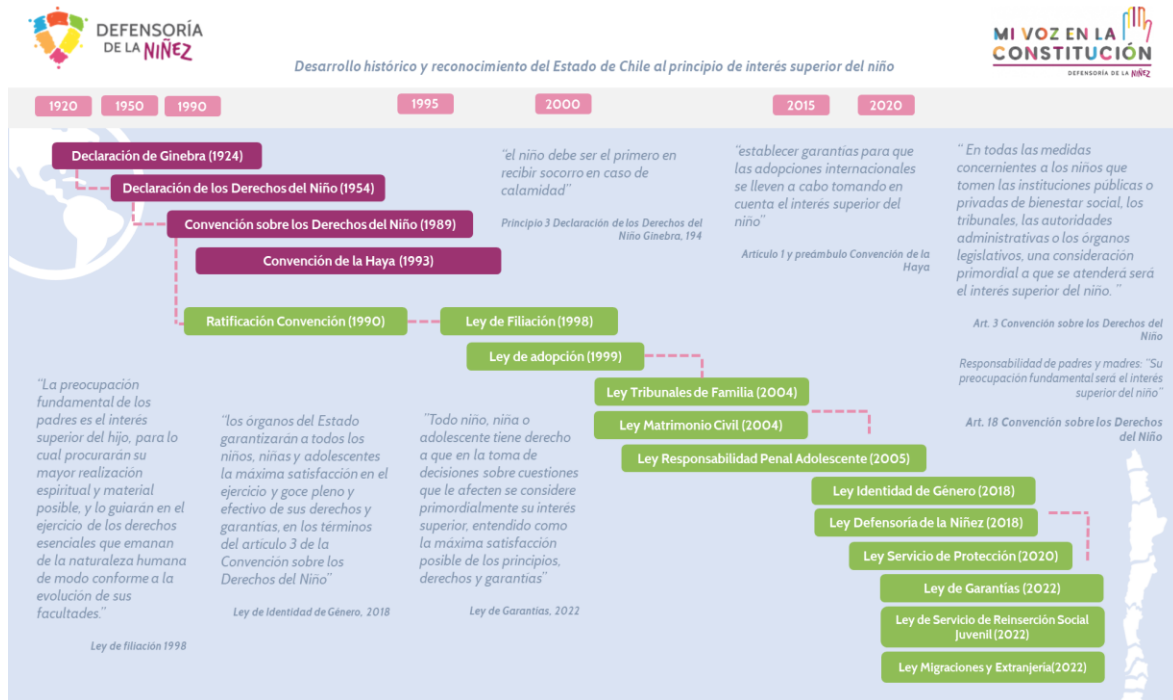 DEFENSORÍA
DE LA NIÑEZ
MI VOZ EN LA
CONSTITUCIÓN
DEFENSORÍA DE LA NIÑEZ
Desarrollo histórico y reconocimiento del Estado de Chile al principio de interés superior del niño
1920
1950
1990
1995
2000
2015
2020
Declaración de Ginebra (1924)
Declaración de los Derechos del Niño (1954)
Convención sobre los Derechos del Niño (1989)
Convención de la Haya (1993)
"el niño debe ser el primero en
recibir socorro en caso de
calamidad"
Principio 3 Declaración de los Derechos del
Niño Ginebra, 194
"establecer garantías para que
las adopciones internacionales
se lleven a cabo tomando en
cuenta el interés superior del
niño"
Artículo 1 y preámbulo Convención de la
Haya
" En todas las medidas
concernientes a los niños que
tomen las instituciones públicas o
privadas de bienestar social, los
tribunales, las autoridades
administrativas o los órganos
legislativos, una consideración
primordial a que se atenderá será
el interés superior del niño. "
Art. 3 Convención sobre los Derechos del
Niño
Responsabilidad de padres y madres: "Su
preocupación fundamental será el interés
superior del niño"
Art. 18 Convención sobre los Derechos
del Niño
Ratificación Convención (1990)
Ley de Filiación (1998)
Ley de adopción (1999)
Ley Tribunales de Familia (2004)
Ley Matrimonio Civil (2004)
Ley Responsabilidad Penal Adolescente (2005)
Ley Identidad de Género (2018)
Ley Defensoría de la Niñez (2018)
Ley Servicio de Protección (2020)
Ley de Garantías (2022)
Ley de Servicio de Reinserción Social
Juvenil (2022)
Ley Migraciones y Extranjería(2022)
"La preocupación
fundamental de los
padres es el interés
superior del hijo, para lo
cual procurarán su
mayor realización
espiritual y material
posible, y lo guiarán en el
ejercicio de los derechos
esenciales que emanan
de la naturaleza humana
de modo conforme a la
evolución de sus
facultades."
Ley de filiación 1998
"los órganos del Estado
garantizarán a todos los
niños, niñas y adolescentes
la máxima satisfacción en el
ejercicio y goce pleno y
efectivo de sus derechos y
garantías, en los términos
del artículo 3 de la
Convención sobre los
Derechos del Niño"
Ley de Identidad de Género, 2018
"Todo niño, niña o
adolescente tiene derecho
a que en la toma de
decisiones sobre cuestiones
que le afecten se considere
primordialmente su interés
superior, entendido como
la máxima satisfacción
posible de los principios,
derechos y garantías"
Ley de Garantías, 2022